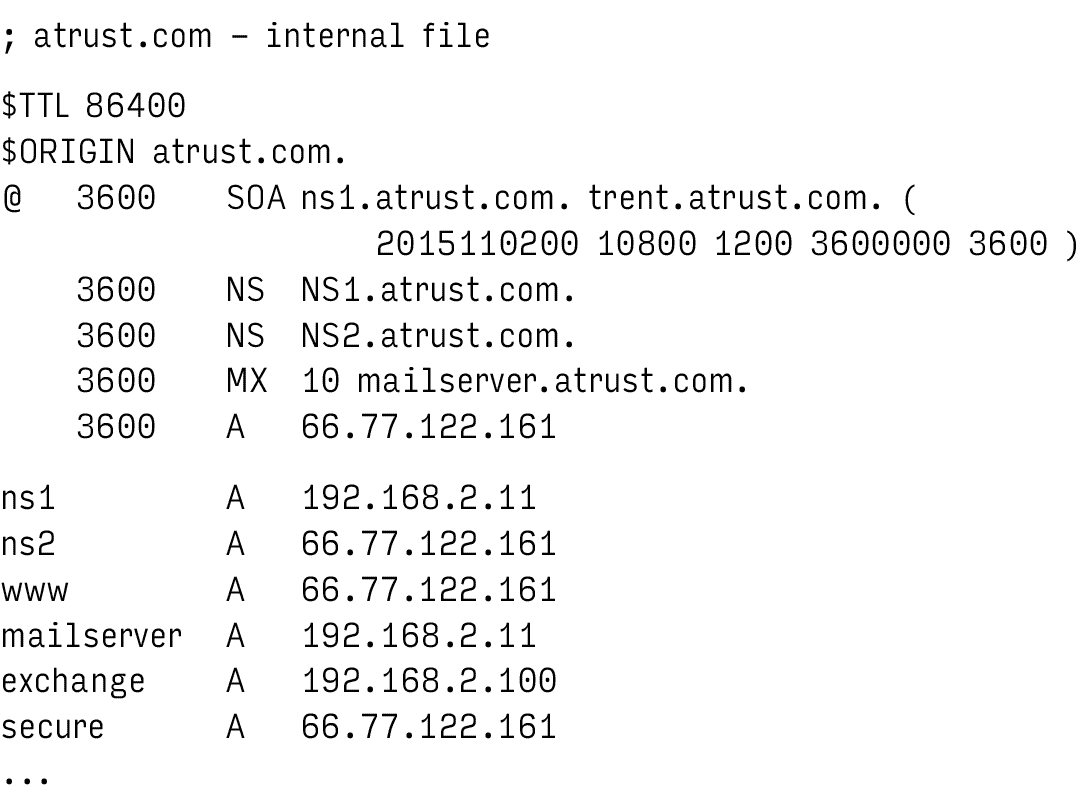 ; atrust.com – internal file
$TTL 86400
$ORIGIN atrust.com.
@ 3600 SOA ns1.atrust.com. trent.atrust.com. (
2015110200 10800 1200 3600000 3600 )
3600 NS NS1.atrust.com.
3600 NS NS2.atrust.com.
3600 MX 10 mailserver.atrust.com.
3600 A 66.77.122.161
ns1 A 192.168.2.11
ns2 A 66.77.122.161
www A 66.77.122.161
mailserver A 192.168.2.11
exchange A 192.168.2.100
secure A 66.77.122.161
...